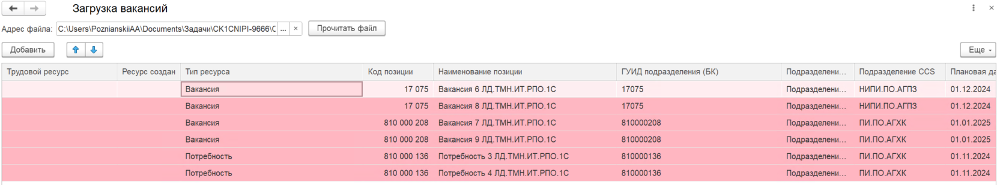 Загрузка вакансий
Адрес файла: C:\Users\PoznianskiiAA\Documents\Задачи\CK1CNIPI-9666\C ... × Прочитать файл
Добавить Еще
Трудовой ресурс Ресурс создан Тип ресурса Код позиции Наименование позиции ГУИД подразделения (БК) Подразделени... Подразделение CCS Плановая да
Вакансия 17 075 Вакансия 6 ЛД.ТМН.ИТ.РПО.1С 17075 Подразделени... НИПИ.ПО.АГПЗ 01.12.2024
Вакансия 17 075 Вакансия 8 ЛД.ТМН.ИТ.РПО.1С 17075 Подразделени... НИПИ.ПО.АГПЗ 01.12.2024
Вакансия 810 000 208 Вакансия 7 ЛД.ТМН.ИТ.РПО.1С 810000208 Подразделени... ПИ.ПО.АГХК 01.01.2025
Вакансия 810 000 208 Вакансия 9 ЛД.ТМН.ИТ.РПО.1С 810000208 Подразделени... ПИ.ПО.АГХК 01.01.2025
Потребность 810 000 136 Потребность 3 ЛД.ТМН.ИТ.РПО.1С 810000136 Подразделени... ПИ.ПО.АГХК 01.11.2024
Потребность 810 000 136 Потребность 4 ЛД.ТМН.ИТ.РПО.1С 810000136 Подразделени... ПИ.ПО.АГХК 01.11.2024